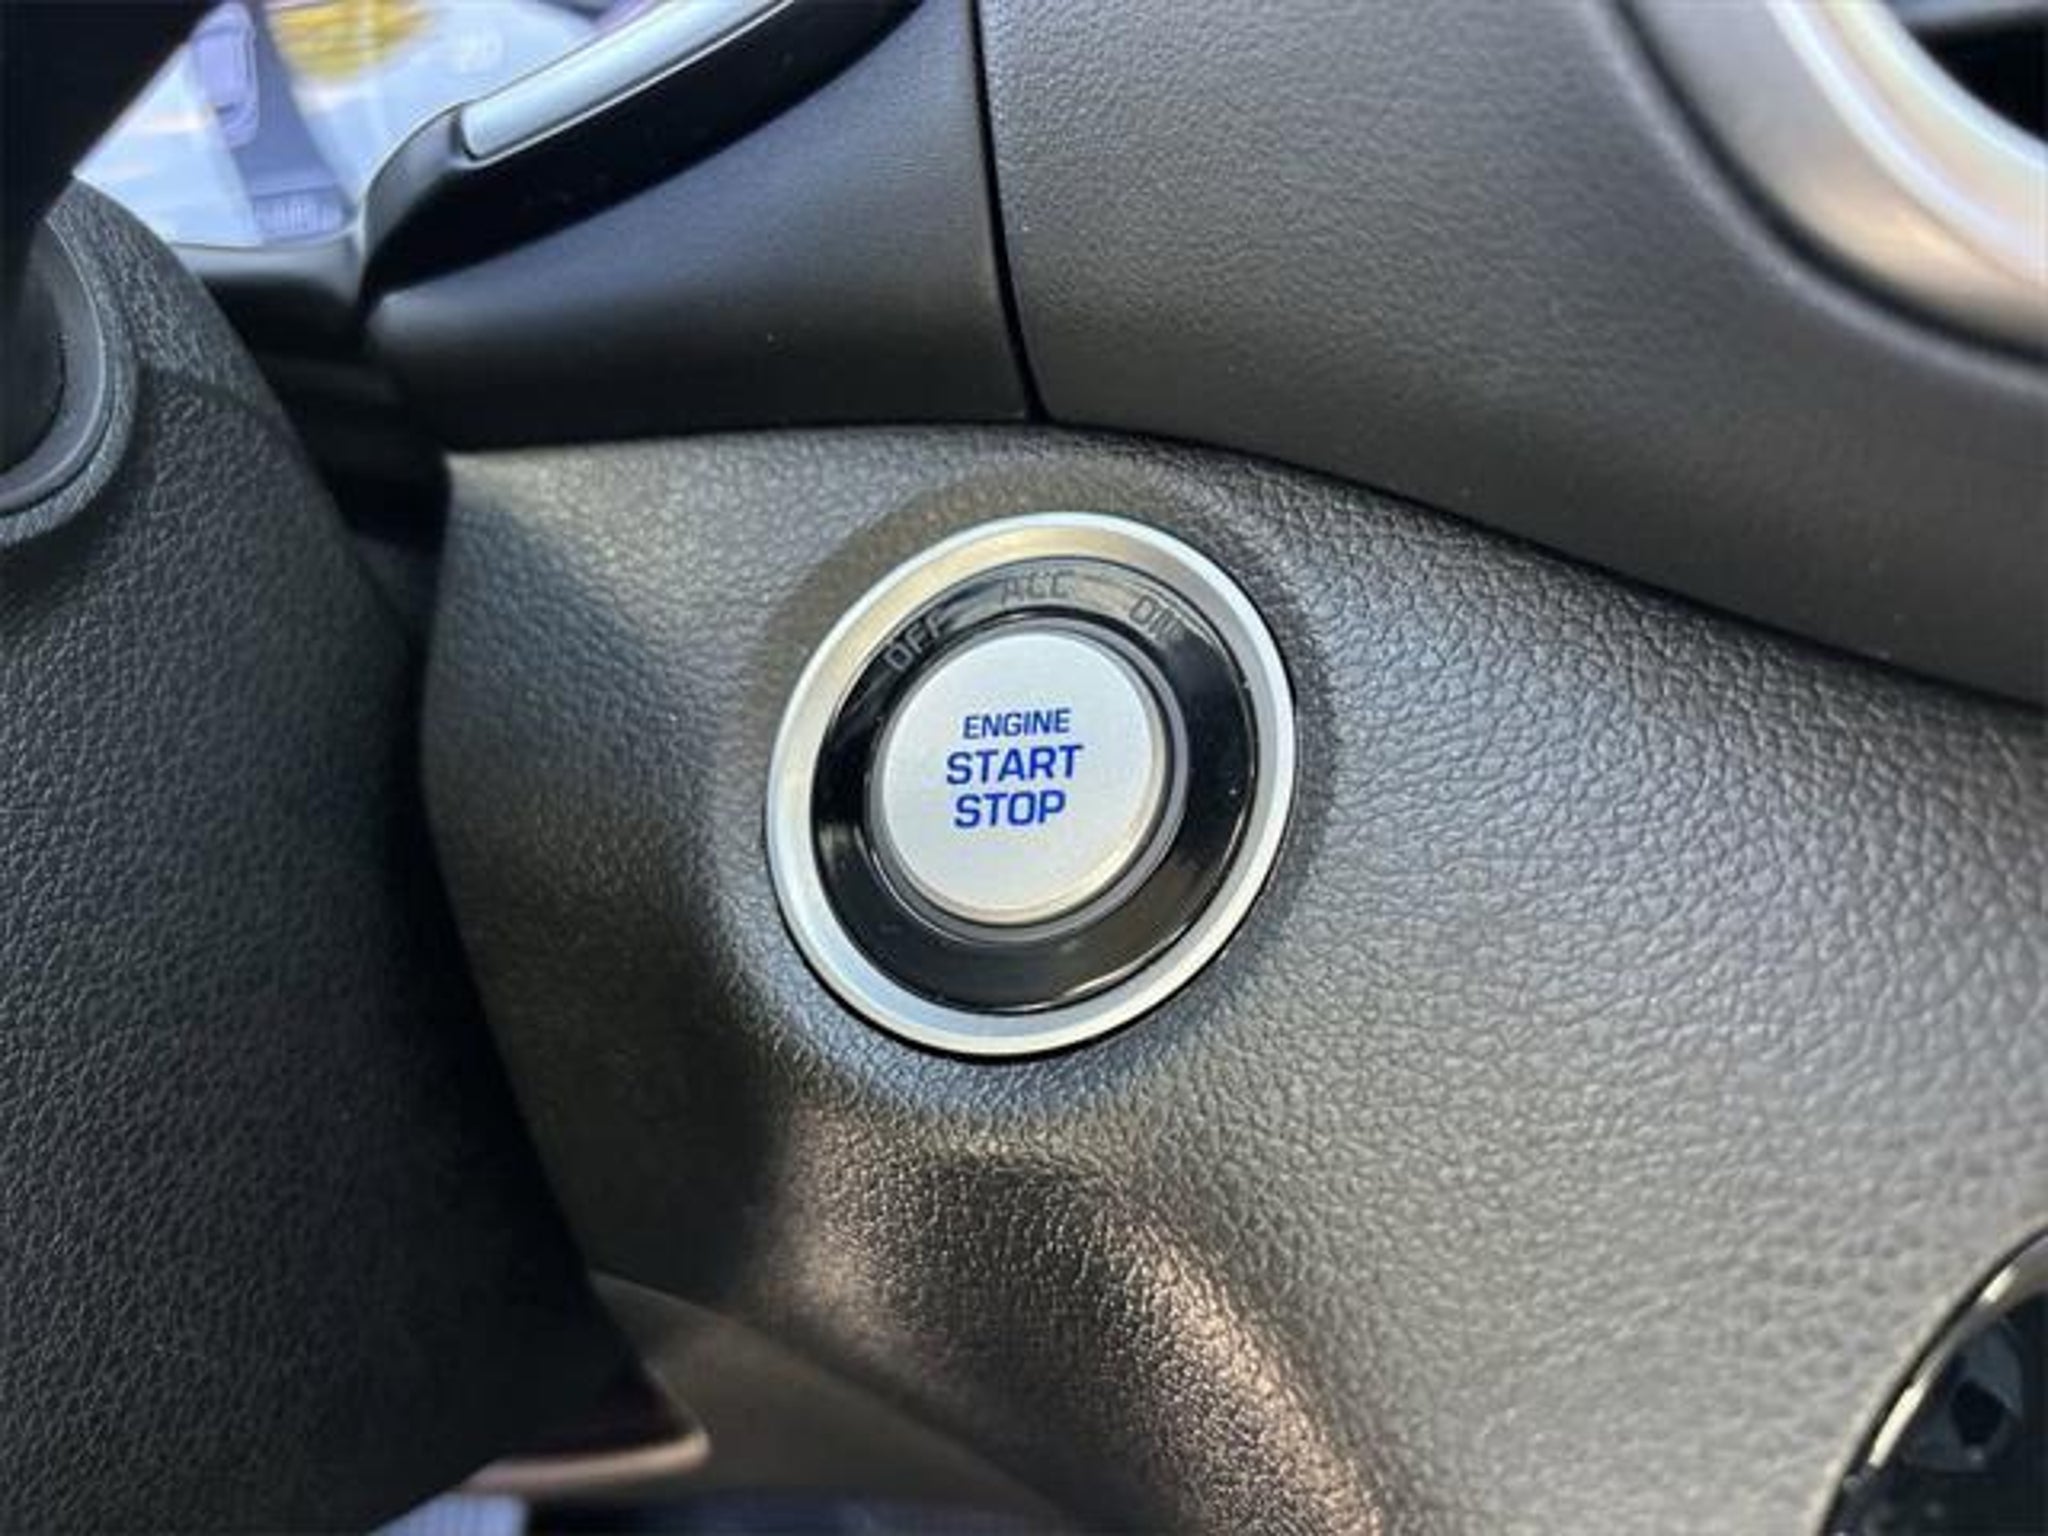 OFF ACC ON
ENGINE
START
STOP